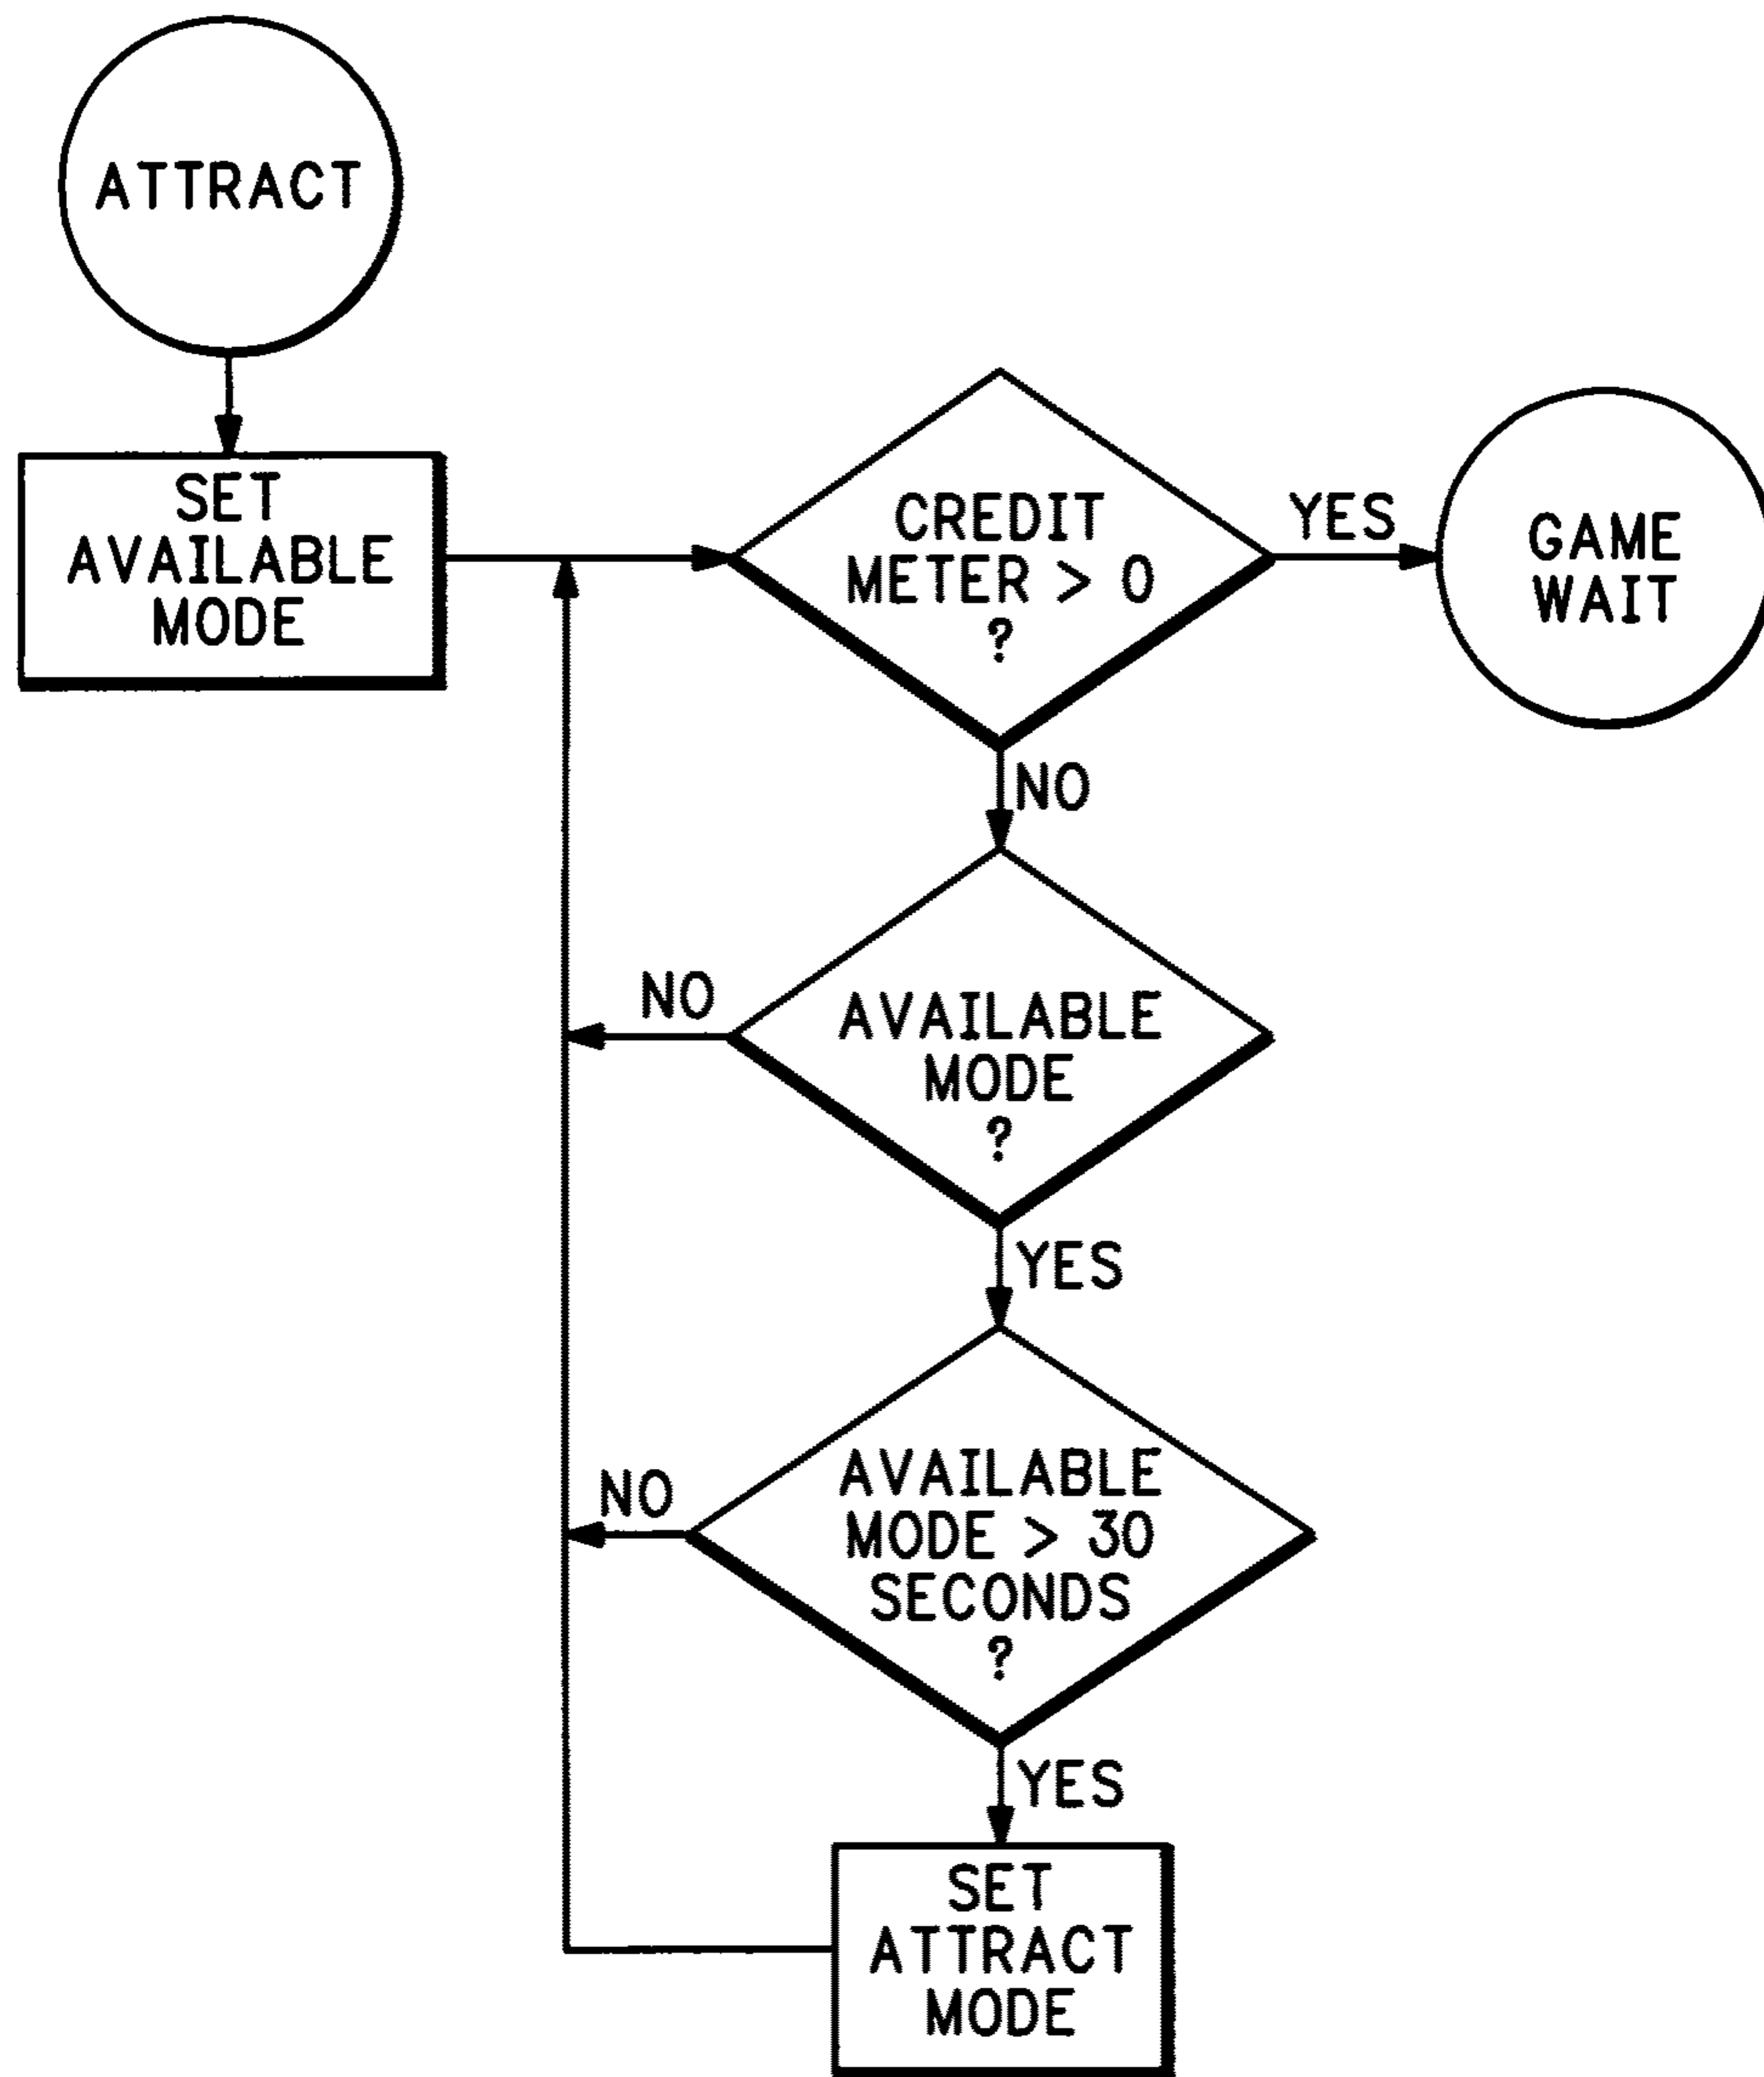 ATTRACT
SET
AVAILABLE
MODE
CREDIT
METER > 0
?
YES
GAME
WAIT
NO
AVAILABLE
MODE
?
NO
YES
AVAILABLE
MODE > 30
SECONDS
?
NO
YES
SET
ATTRACT
MODE